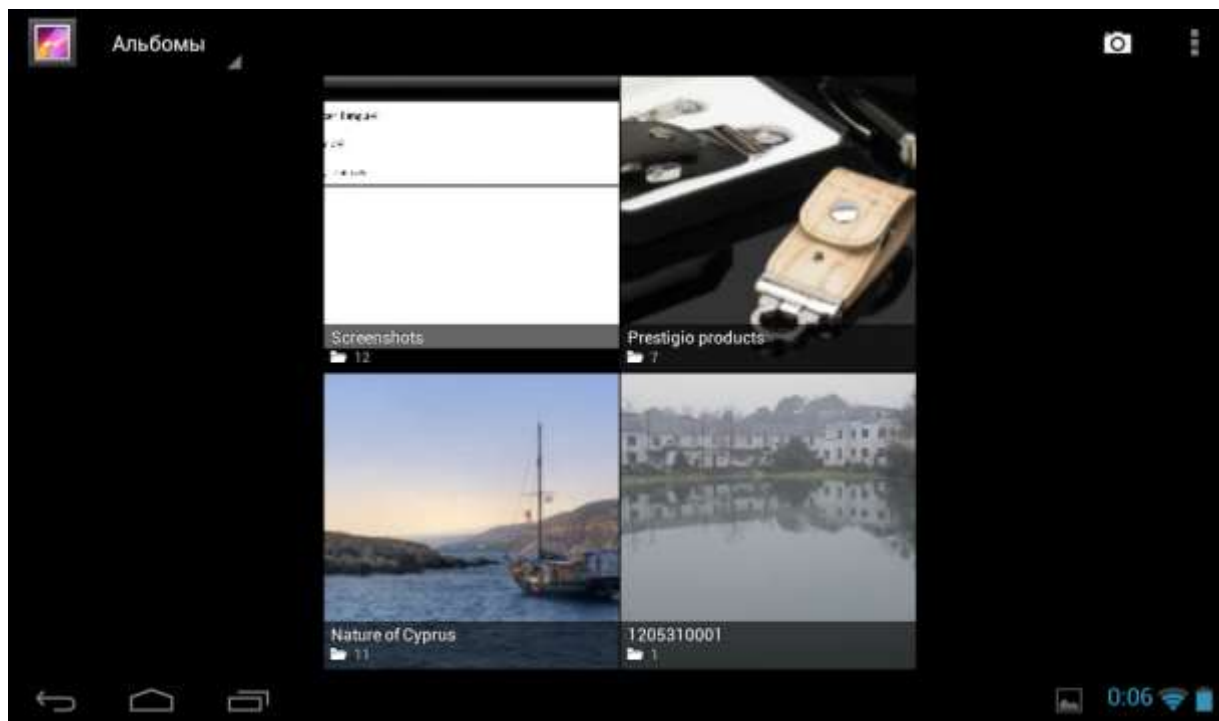 Альбомы
Screenshots
12
Prestigio products
7
Nature of Cyprus
11
1205310001
1
0:06